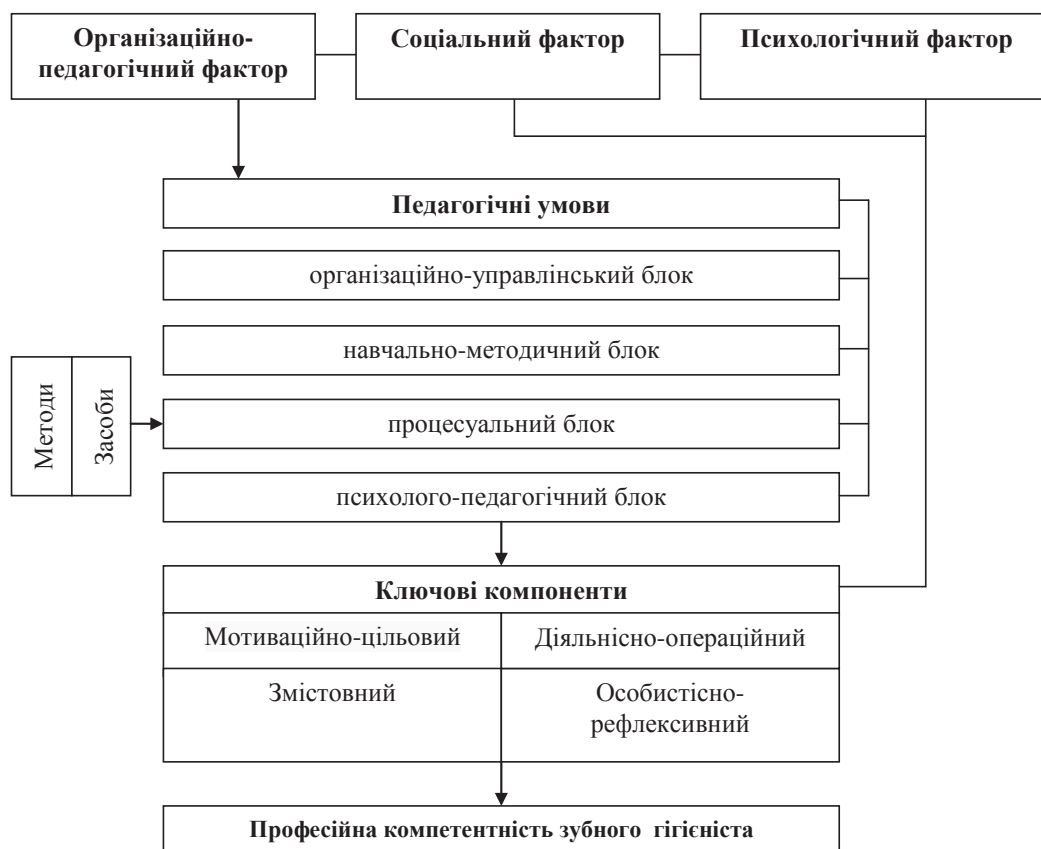 Організаційно-
педагогічний фактор
Соціальний фактор
Психологічний фактор
Педагогічні умови
організаційно-управлінський блок
навчально-методичний блок
Методи
Засоби
процесуальний блок
психолого-педагогічний блок
Ключові компоненти
Мотиваційно-цільовий
Діяльнісно-операційний
Змістовний
Особистісно-
рефлексивний
Професійна компетентність зубного гігієніста